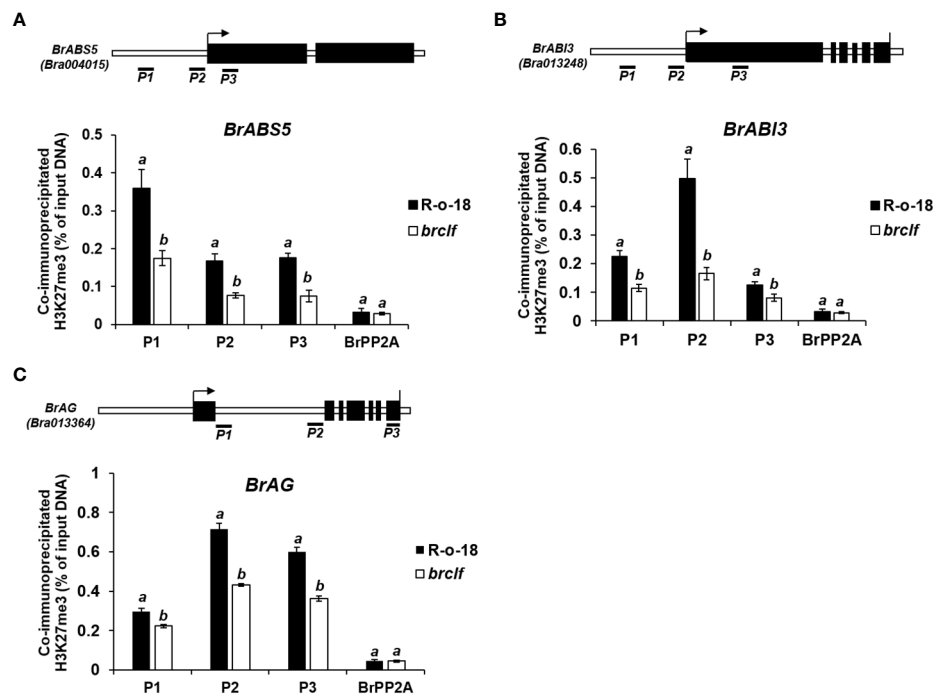 A
BrABS5
(Bra004015)
P1
P2
P3
BrABS5
Co-immunoprecipitated
H3K27me3 (% of input DNA)
0.5
0.4
0.3
0.2
0.1
0
a
b
a
b
a
b
a
a
P1
P2
P3
BrPP2A
R-o-18
brclf
B
BrABI3
(Bra013248)
P1
P2
P3
BrABI3
Co-immunoprecipitated
H3K27me3 (% of input DNA)
0.6
0.5
0.4
0.3
0.2
0.1
0
a
b
a
b
a
b
a
a
P1
P2
P3
BrPP2A
R-o-18
brclf
C
BrAG
(Bra013364)
P1
P2
P3
BrAG
Co-immunoprecipitated
H3K27me3 (% of input DNA)
1
0.8
0.6
0.4
0.2
0
a
b
a
b
a
b
a
a
P1
P2
P3
BrPP2A
R-o-18
brclf